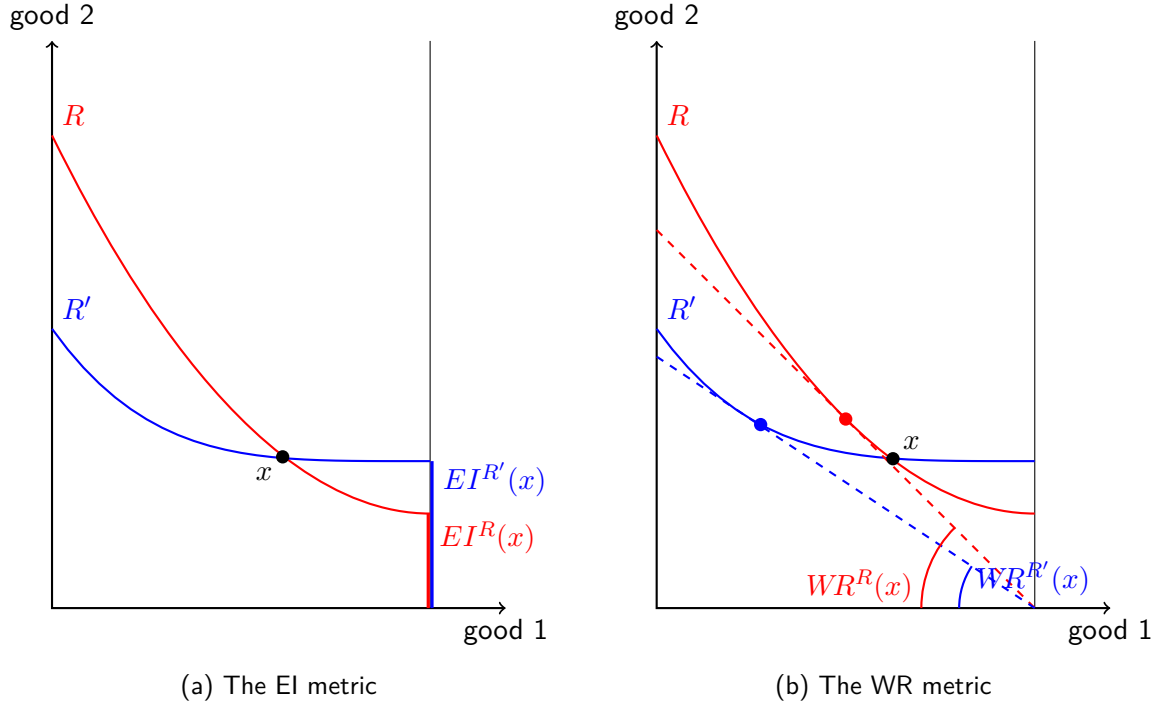 good 2
R
R′
x
EI^{R′}(x)
EI^{R}(x)
good 1
(a) The EI metric
good 2
R
R′
x
WR^{R}(x)
WR^{R′}(x)
good 1
(b) The WR metric